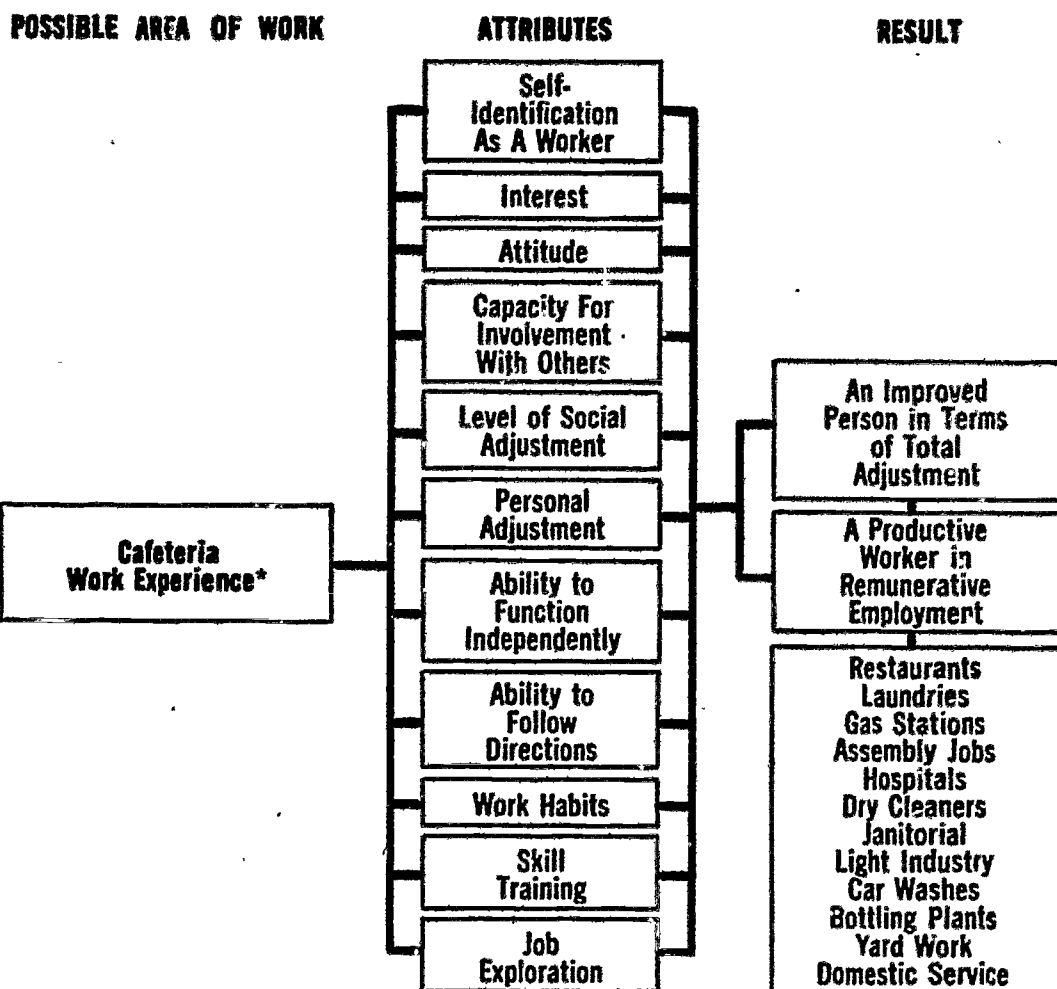 POSSIBLE AREA OF WORK
ATTRIBUTES
RESULT
Cafeteria
Work Experience*
Self-
Identification
As A Worker
Interest
Attitude
Capacity For
Involvement
With Others
Level of Social
Adjustment
Personal
Adjustment
Ability to
Function
Independently
Ability to
Follow
Directions
Work Habits
Skill
Training
Job
Exploration
An Improved
Person in Terms
of Total
Adjustment
A Productive
Worker in
Remunerative
Employment
Restaurants
Laundries
Gas Stations
Assembly Jobs
Hospitals
Dry Cleaners
Janitorial
Light Industry
Car Washes
Bottling Plants
Yard Work
Domestic Service